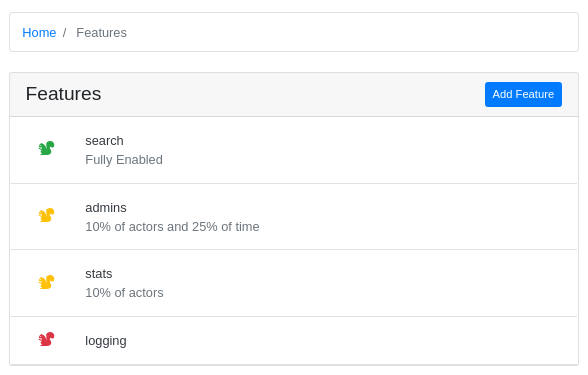 Home / Features
Features
Add Feature
search
Fully Enabled
admins
10% of actors and 25% of time
stats
10% of actors
logging